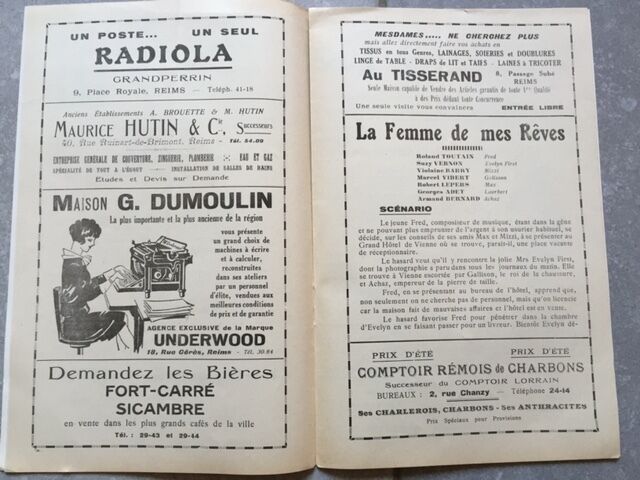 UN POSTE... UN SEUL
RADIOLA
GRANDPERRIN
9, Place Royale, REIMS — Téléph. 41-18
Anciens Établissements A. BROUETTE & M. HUTIN
MAURICE HUTIN & Cie, Successeurs
40, Rue Ruinart-de-Brimont, Reims — Tél. 54.09
ENTREPRISE GÉNÉRALE DE COUVERTURE, ZINGUERIE, PLOMBERIE — EAU ET GAZ
SPÉCIALITÉ DE TOUT A L'ÉGOUT — INSTALLATION DE SALLES DE BAINS
Etudes et Devis sur Demande
MAISON G. DUMOULIN
La plus importante et la plus ancienne de la région
vous présente
un grand choix de
machines à écrire
et à calculer,
reconstruites
dans ses ateliers
par un personnel
d'élite, vendues aux
meilleures conditions
de prix et de garantie
AGENCE EXCLUSIVE de la Marque
UNDERWOOD
18, Rue Cérès, Reims - Tél. 30.84
Demandez les Bières
FORT-CARRÉ
SICAMBRE
en vente dans les plus grands cafés de la ville
Tél. : 29-43 et 29-44
MESDAMES..... NE CHERCHEZ PLUS
mais allez directement faire vos achats en
TISSUS en tous Genres, LAINAGES, SOIERIES et DOUBLURES
LINGE de TABLE - DRAPS de LIT et TAIES - LAINES à TRICOTER
Au TISSERAND 8, Passage Subé REIMS
Seule Maison capable de Vendre des Articles garantis de toute 1re Qualité
à des Prix défiant toute Concurrence
Une seule visite vous convaincra ENTRÉE LIBRE
La Femme de mes Rêves
Roland TOUTAIN Fred
Suzy VERNON Evelyn First
Violaine BARRY Mizzi
Marcel VIBERT Gallison
Robert LEPERS Max
Georges ADET
Armand BERNARD Achaz
SCÉNARIO
Le jeune Fred, compositeur de musique, étant dans la gêne
et ne pouvant plus emprunter de l'argent à son usurier habituel, se
décide, sur les conseils de ses amis Max et Mizzi, à se présenter au
Grand Hôtel de Vienne où se trouve, paraît-il, une place vacante
de réceptionnaire.
Le hasard veut qu'il y rencontre la jolie Mrs Evelyn First,
dont la photographie a paru dans tous les journaux du matin. Elle
se trouve à Vienne escortée par Gallison, le roi de la chaussure,
et Achaz, empereur de la pierre de taille.
Fred, en se présentant au bureau de l'hôtel, apprend que,
non seulement on ne cherche pas de personnel, mais qu'on licencie
car la maison fait de mauvaises affaires et l'hôtel est en vente.
Le hasard favorise Fred pour pénétrer dans la chambre
d'Evelyn en se faisant passer pour un livreur. Bientôt Evelyn dé-
PRIX D'ÉTÉ PRIX D'ÉTÉ
COMPTOIR RÉMOIS de CHARBONS
Successeur du COMPTOIR LORRAIN
BUREAUX : 2, rue Chanzy — Téléphone 24-14
Ses CHARLEROIS, CHARBONS - Ses ANTHRACITES
Prix Spéciaux pour Provisions